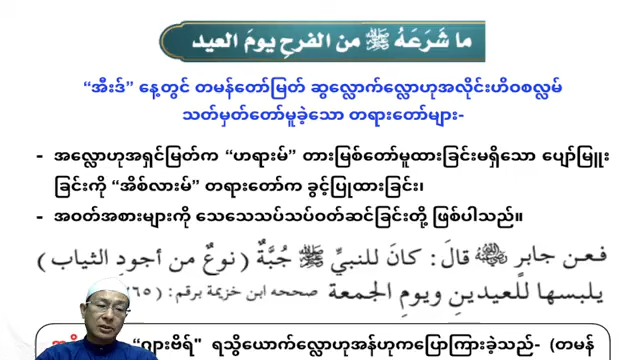 ما شَرَعَهُ ﷺ من الفرحِ يومَ العيد
“အီးဒ်” နေ့တွင် တမန်တော်မြတ် ဆွလ္လောက်လ္လောဟုအလိုင်းဟိဝစလ္လမ်
သတ်မှတ်တော်မူခဲ့သော တရားတော်များ-
- အလ္လောဟုအရှင်မြတ်က “ဟရားမ်” တားမြစ်တော်မူထားခြင်းမရှိသော ပျော်မြူး
ခြင်းကို “အိစ်လားမ်” တရားတော်က ခွင့်ပြုထားခြင်း၊
- အဝတ်အစားများကို သေသေသပ်သပ်ဝတ်ဆင်ခြင်းတို့ ဖြစ်ပါသည်။
فـعـن جابرٍ قالَ: كانَ للنبيِّ ﷺ جُبَّةٌ (نوعٌ من أجودِ الثياب)
يلبسها للعيدينِ ويومِ الجمعة صححه ابن خزيمة برقم: (٦٥
“ဂျားဗိရ်" ရသွိယောက်လ္လောဟုအန်ဟုကပြောကြားခဲ့သည်- (တမန်